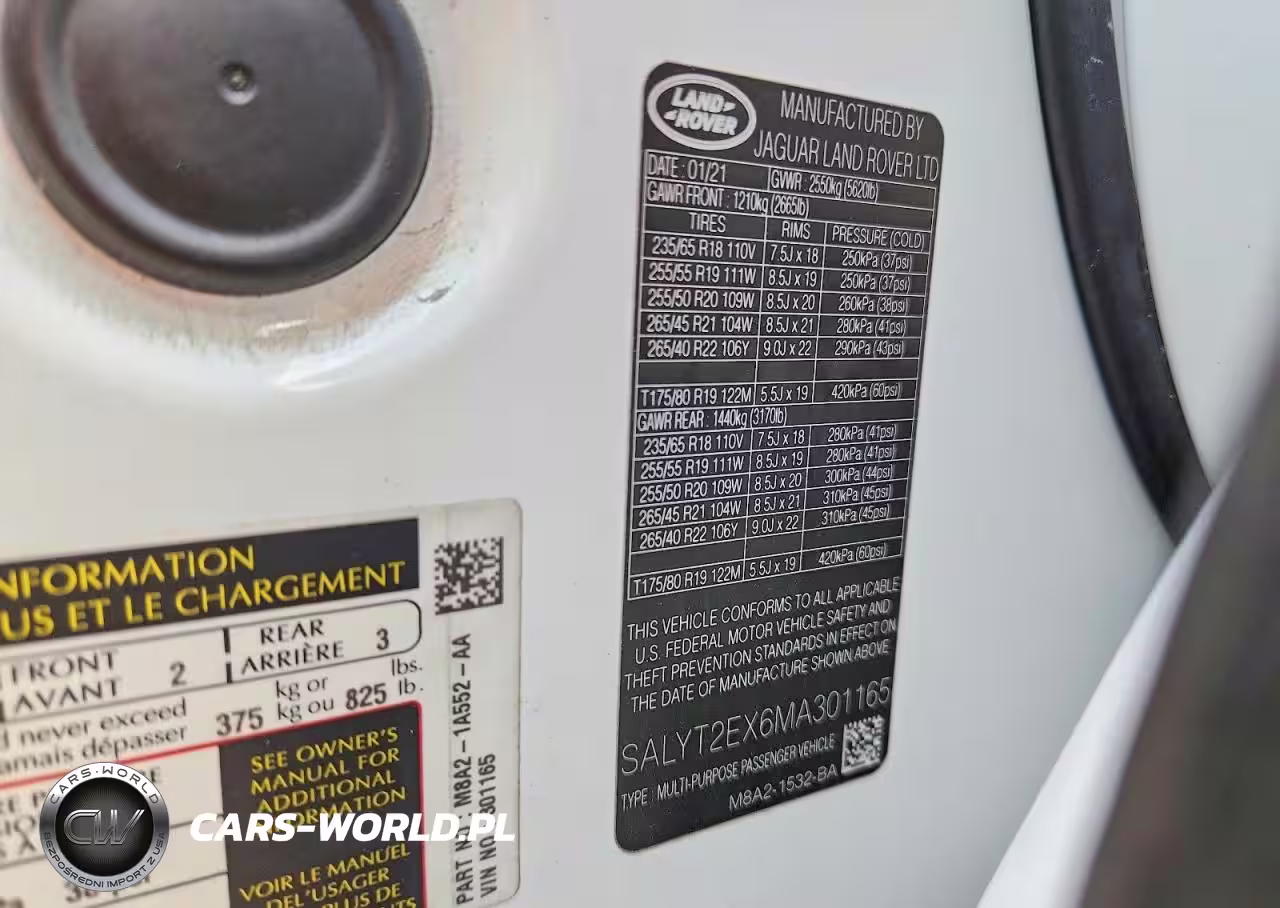 LAND ROVER
MANUFACTURED BY
JAGUAR LAND ROVER LTD
DATE : 01/21 GVWR : 2550kg (5620lb)
GAWR FRONT : 1210kg (2665lb)
TIRES RIMS PRESSURE (COLD)
235/65 R18 110V 7.5J x 18 250kPa (37psi)
255/55 R19 111W 8.5J x 19 250kPa (37psi)
255/50 R20 109W 8.5J x 20 260kPa (38psi)
265/45 R21 104W 8.5J x 21 280kPa (41psi)
265/40 R22 106Y 9.0J x 22 290kPa (43psi)
T175/80 R19 122M 5.5J x 19 420kPa (60psi)
GAWR REAR : 1440kg (3170lb)
235/65 R18 110V 7.5J x 18 280kPa (41psi)
255/55 R19 111W 8.5J x 19 280kPa (41psi)
255/50 R20 109W 8.5J x 20 300kPa (44psi)
265/45 R21 104W 8.5J x 21 310kPa (45psi)
265/40 R22 106Y 9.0J x 22 310kPa (45psi)
T175/80 R19 122M 5.5J x 19 420kPa (60psi)
THIS VEHICLE CONFORMS TO ALL APPLICABLE
U.S. FEDERAL MOTOR VEHICLE SAFETY AND
THEFT PREVENTION STANDARDS IN EFFECT ON
THE DATE OF MANUFACTURE SHOWN ABOVE
SALYT2EX6MA301165
TYPE : MULTI-PURPOSE PASSENGER VEHICLE
M8A2-1532-BA
NFORMATION
US ET LE CHARGEMENT
FRONT 2 REAR 3
AVANT ARRIÈRE
d never exceed 375 kg or 825 lbs.
amais dépasser kg ou lb.
SEE OWNER'S
MANUAL FOR
ADDITIONAL
INFORMATION
VOIR LE MANUEL
DE L'USAGER
PLUS DE
PART NO. M8A2-1A552-AA
VIN NO. 301165
CARS-WORLD
CW
BEZPOŚREDNI IMPORT Z USA
CARS-WORLD.PL